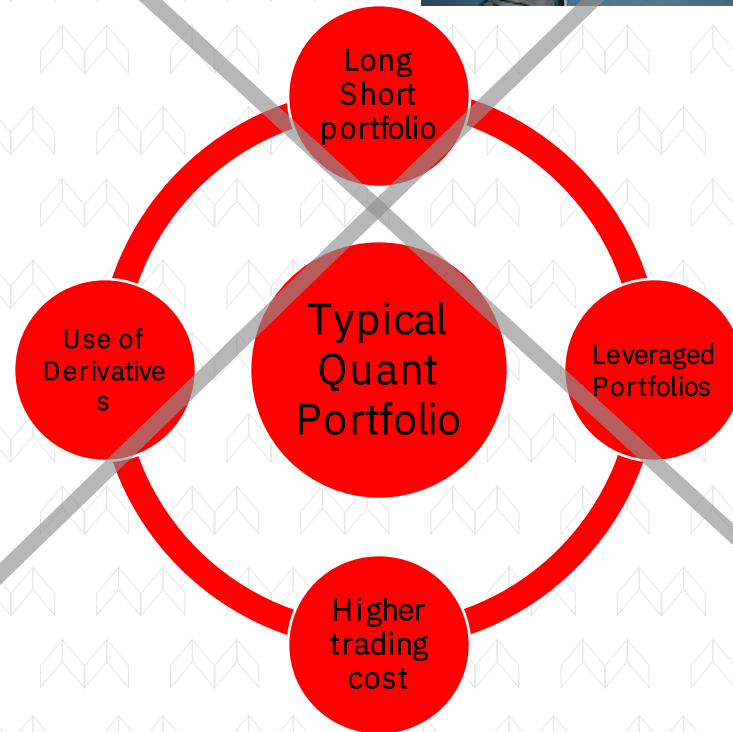 Long
Short
portfolio
Typical
Quant
Portfolio
Use of
Derivative
s
Leveraged
Portfolios
Higher
trading
cost